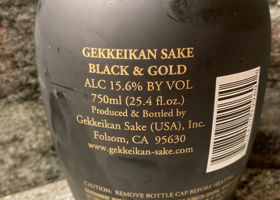 GEKKEIKAN SAKE
BLACK & GOLD
ALC 15.6% BY VOL
750ml (25.4 fl.oz.)
Produced & Bottled by
Gekkeikan Sake (USA), Inc.
Folsom, CA 95630
www.gekkeikan-sake.com
CAUTION: REMOVE BOTTLE CAP BEFORE HEATING